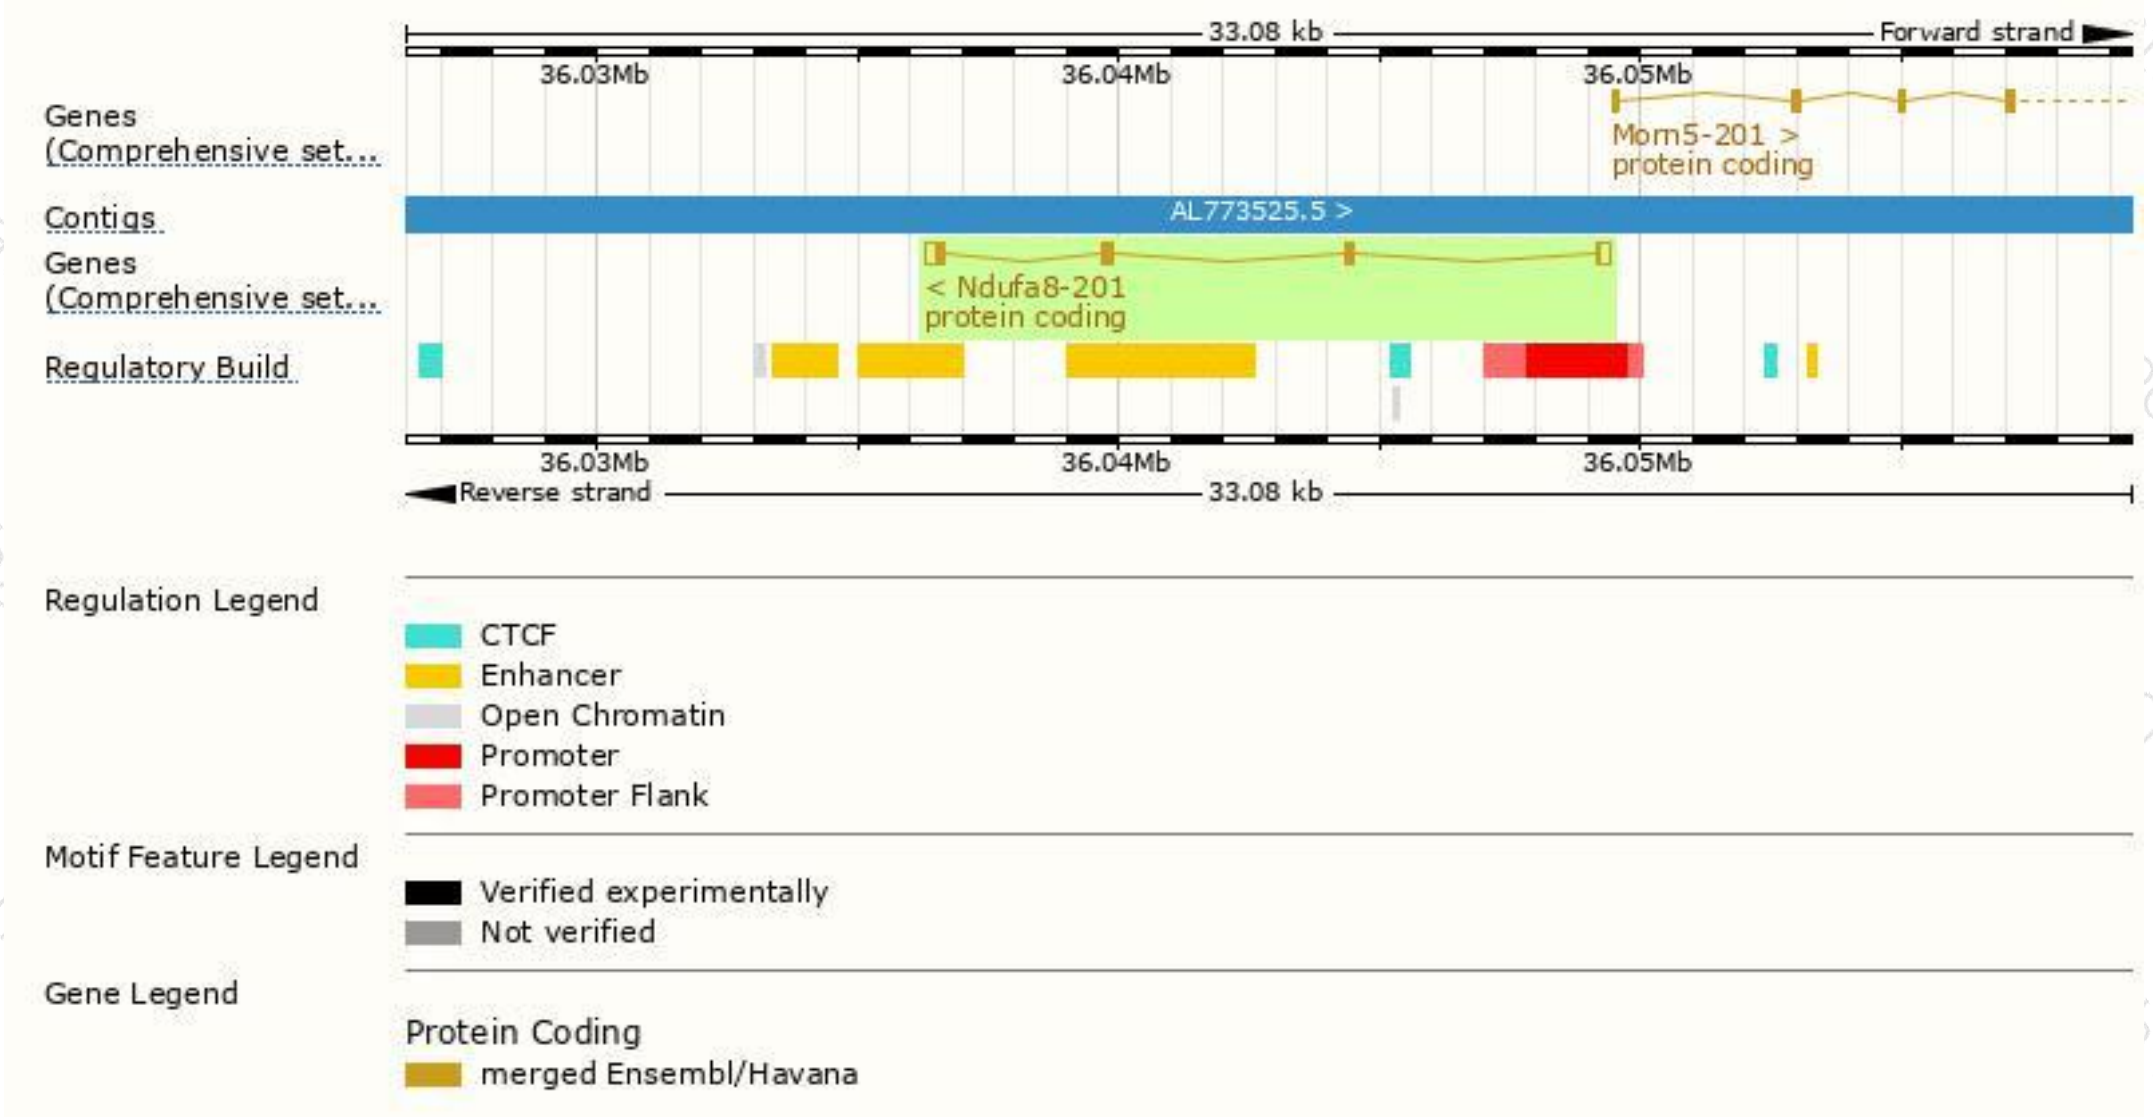 33.08 kb Forward strand
36.03Mb 36.04Mb 36.05Mb
Genes
(Comprehensive set...
Morn5-201 >
protein coding
Contigs AL773525.5 >
Genes
(Comprehensive set...
< Ndufa8-201
protein coding
Regulatory Build
36.03Mb 36.04Mb 36.05Mb
Reverse strand 33.08 kb
Regulation Legend
CTCF
Enhancer
Open Chromatin
Promoter
Promoter Flank
Motif Feature Legend
Verified experimentally
Not verified
Gene Legend
Protein Coding
merged Ensembl/Havana